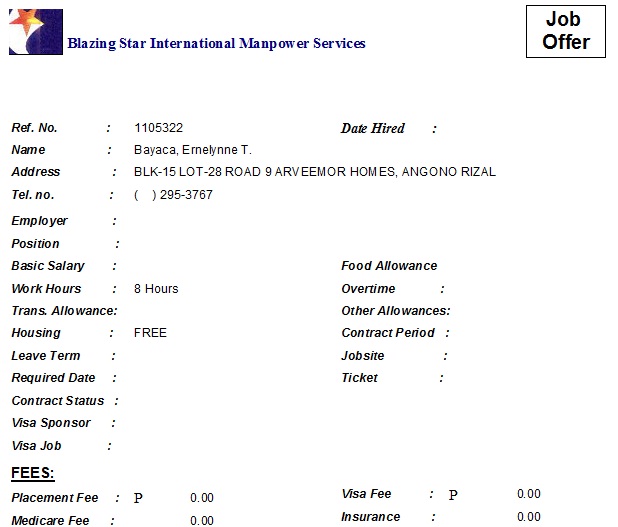 Blazing Star International Manpower Services
Job
Offer
Ref. No. : 1105322 Date Hired :
Name : Bayaca, Ernelynne T.
Address : BLK-15 LOT-28 ROAD 9 ARVEEMOR HOMES, ANGONO RIZAL
Tel. no. : ( ) 295-3767
Employer :
Position :
Basic Salary : Food Allowance
Work Hours : 8 Hours Overtime :
Trans. Allowance: Other Allowances:
Housing : FREE Contract Period :
Leave Term : Jobsite :
Required Date : Ticket :
Contract Status :
Visa Sponsor :
Visa Job :
FEES:
Placement Fee : P 0.00 Visa Fee : P 0.00
Medicare Fee : 0.00 Insurance : 0.00